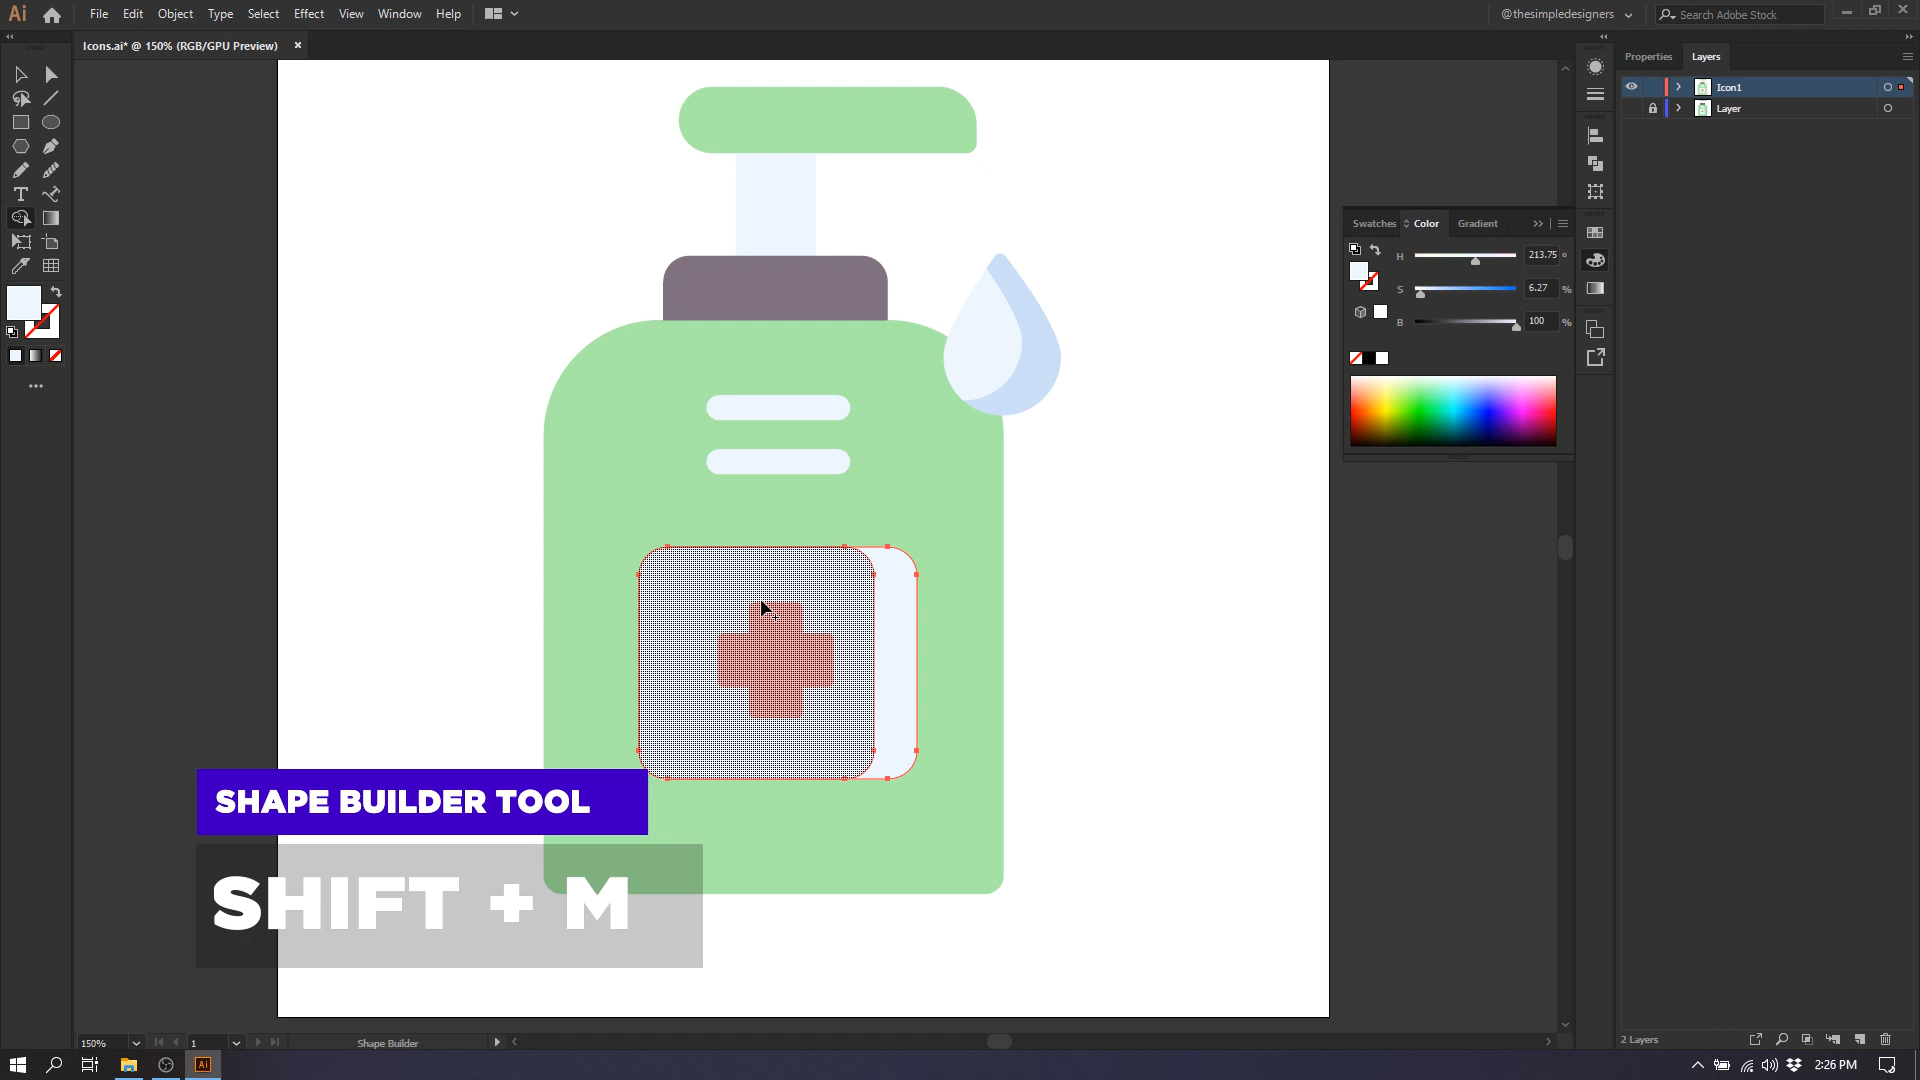 Ai File Edit Object Type Select Effect View Window Help @thesimpledesigners Search Adobe Stock
Icons.ai* @ 150% (RGB/GPU Preview) ×
Properties Layers
Icon1
Layer
Swatches Color Gradient
H 213.75 °
S 6.27 %
B 100 %
SHAPE BUILDER TOOL
SHIFT + M
150% 1 Shape Builder
2 Layers
Ai 2:26 PM